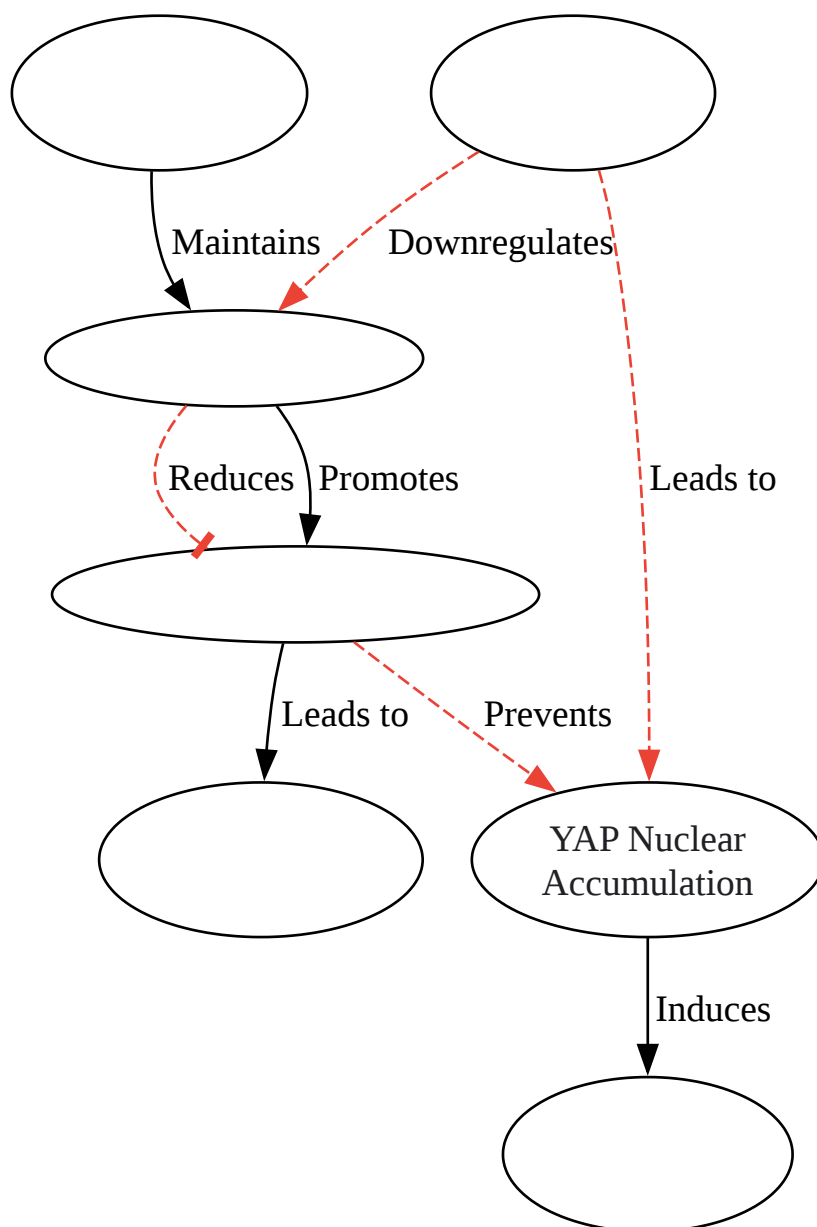 Maintains
Downregulates
Reduces
Promotes
Leads to
Leads to
Prevents
YAP Nuclear
Accumulation
Induces